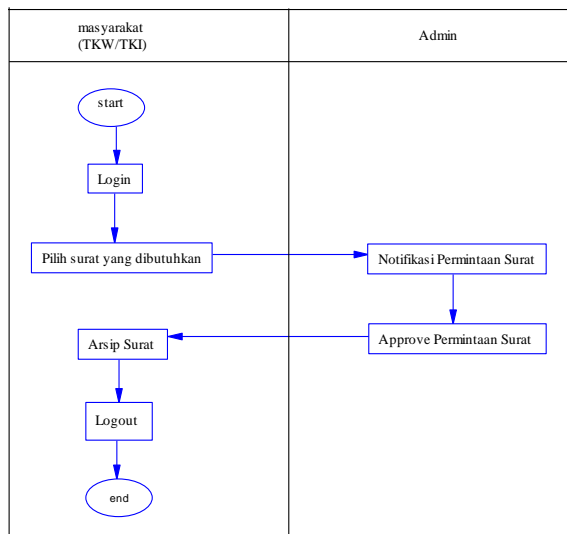 masyarakat
(TKW/TKI)
Admin
start
Login
Pilih surat yang dibutuhkan
Notifikasi Permintaan Surat
Arsip Surat
Approve Permintaan Surat
Logout
end